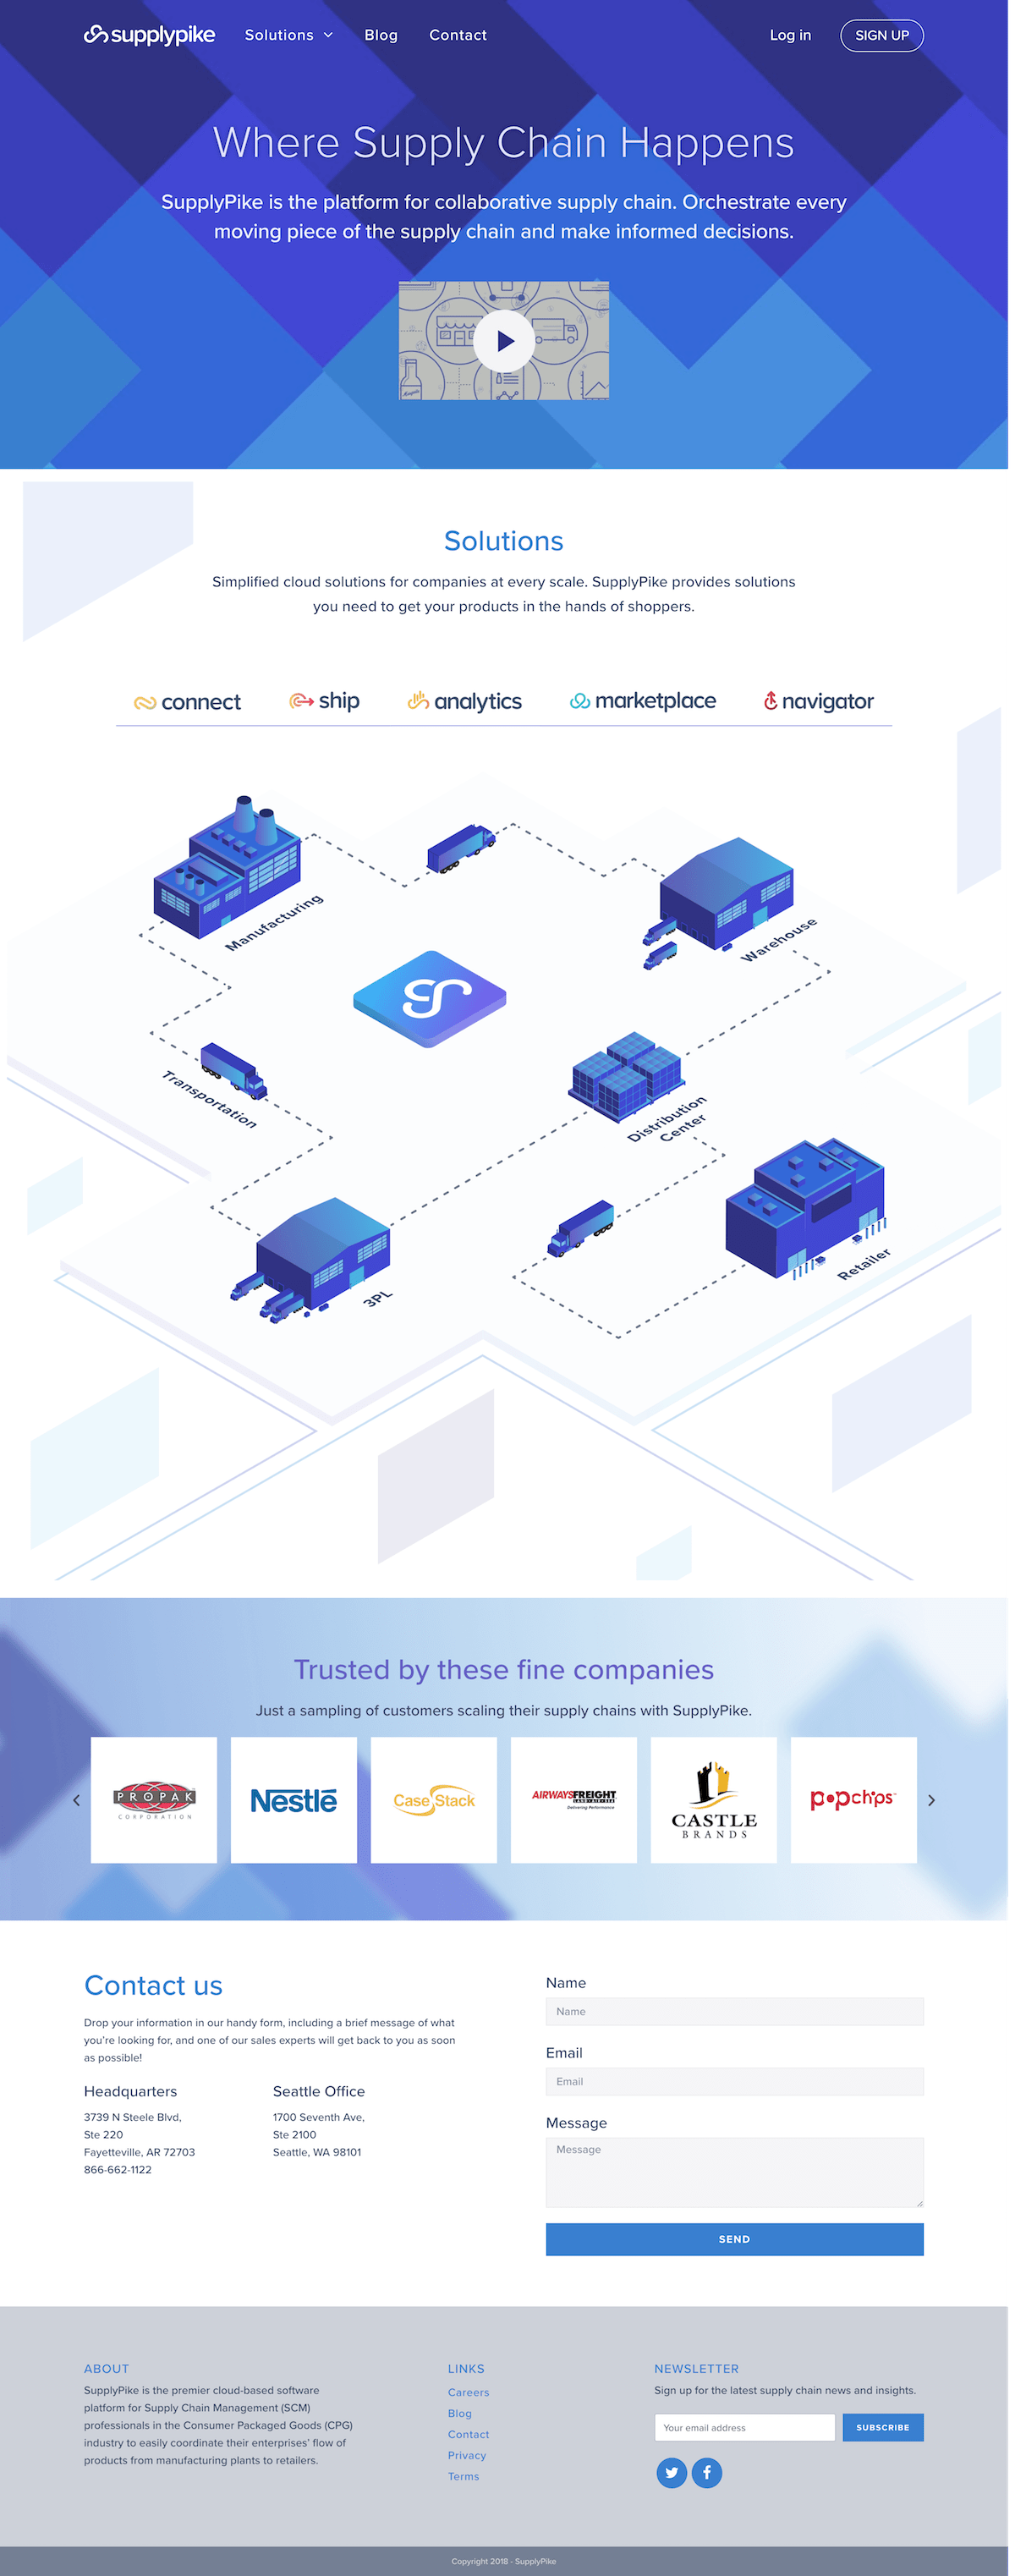 supplypike
Solutions
Blog
Contact
Log in
SIGN UP
Where Supply Chain Happens
SupplyPike is the platform for collaborative supply chain. Orchestrate every
moving piece of the supply chain and make informed decisions.
Solutions
Simplified cloud solutions for companies at every scale. SupplyPike provides solutions
you need to get your products in the hands of shoppers.
connect
ship
analytics
marketplace
navigator
Manufacturing
Warehouse
Transportation
Distribution
Center
Retailer
3PL
Trusted by these fine companies
Just a sampling of customers scaling their supply chains with SupplyPike.
PROPAK
CORPORATION
Nestlé
CaseStack
AIRWAYS FREIGHT
Delivering Performance
CASTLE
BRANDS
popchips
Contact us
Drop your information in our handy form, including a brief message of what
you're looking for, and one of our sales experts will get back to you as soon
as possible!
Headquarters
3739 N Steele Blvd,
Ste 220
Fayetteville, AR 72703
866-662-1122
Seattle Office
1700 Seventh Ave,
Ste 2100
Seattle, WA 98101
Name
Name
Email
Email
Message
Message
SEND
ABOUT
SupplyPike is the premier cloud-based software
platform for Supply Chain Management (SCM)
professionals in the Consumer Packaged Goods (CPG)
industry to easily coordinate their enterprises' flow of
products from manufacturing plants to retailers.
LINKS
Careers
Blog
Contact
Privacy
Terms
NEWSLETTER
Sign up for the latest supply chain news and insights.
Your email address
SUBSCRIBE
Copyright 2018 - SupplyPike